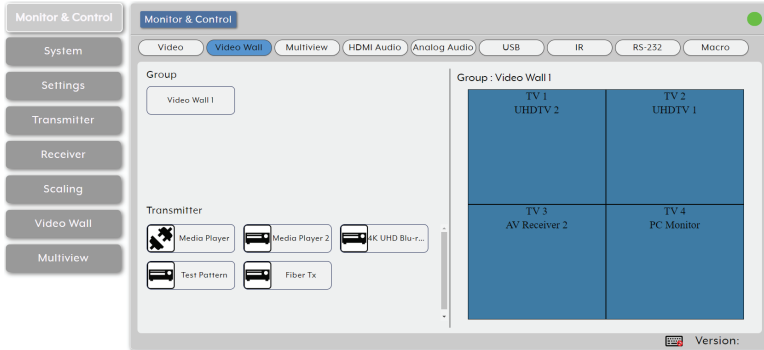 Monitor & Control
System
Settings
Transmitter
Receiver
Scaling
Video Wall
Multiview
Monitor & Control
Video
Video Wall
Multiview
HDMI Audio
Analog Audio
USB
IR
RS-232
Macro
Group
Video Wall 1
Transmitter
Media Player
Media Player 2
4K UHD Blu-r...
Test Pattern
Fiber Tx
Group : Video Wall 1
TV 1
UHDTV 2
TV 2
UHDTV 1
TV 3
AV Receiver 2
TV 4
PC Monitor
Version: